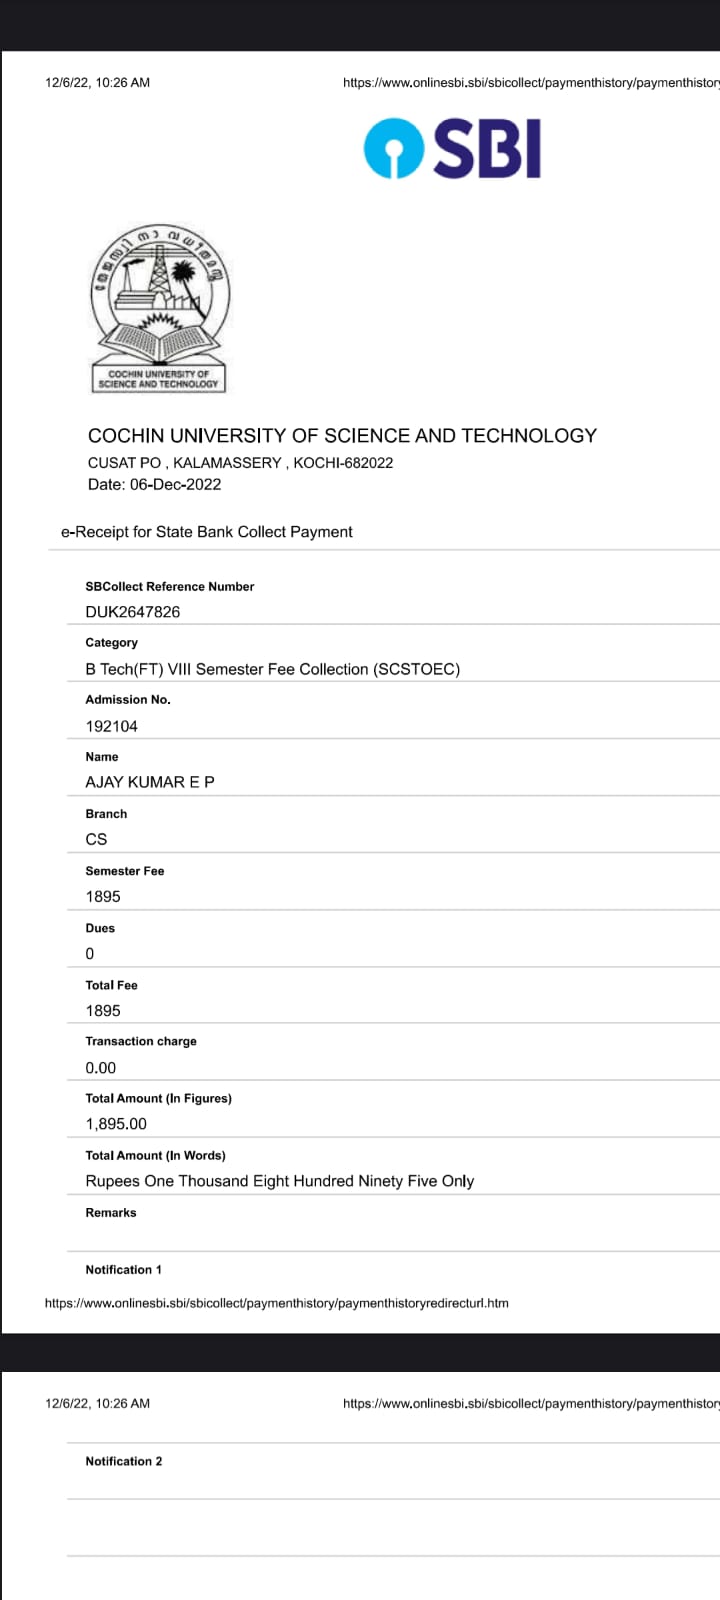 12/6/22, 10:26 AM https://www.onlinesbi.sbi/sbicollect/paymenthistory/paymenthistory
SBI
തേജസ്വി നാ വധീതമസ്തു
COCHIN UNIVERSITY OF
SCIENCE AND TECHNOLOGY
COCHIN UNIVERSITY OF SCIENCE AND TECHNOLOGY
CUSAT PO , KALAMASSERY , KOCHI-682022
Date: 06-Dec-2022
e-Receipt for State Bank Collect Payment
SBCollect Reference Number
DUK2647826
Category
B Tech(FT) VIII Semester Fee Collection (SCSTOEC)
Admission No.
192104
Name
AJAY KUMAR E P
Branch
CS
Semester Fee
1895
Dues
0
Total Fee
1895
Transaction charge
0.00
Total Amount (In Figures)
1,895.00
Total Amount (In Words)
Rupees One Thousand Eight Hundred Ninety Five Only
Remarks
Notification 1
https://www.onlinesbi.sbi/sbicollect/paymenthistory/paymenthistoryredirecturl.htm
12/6/22, 10:26 AM https://www.onlinesbi.sbi/sbicollect/paymenthistory/paymenthistory
Notification 2